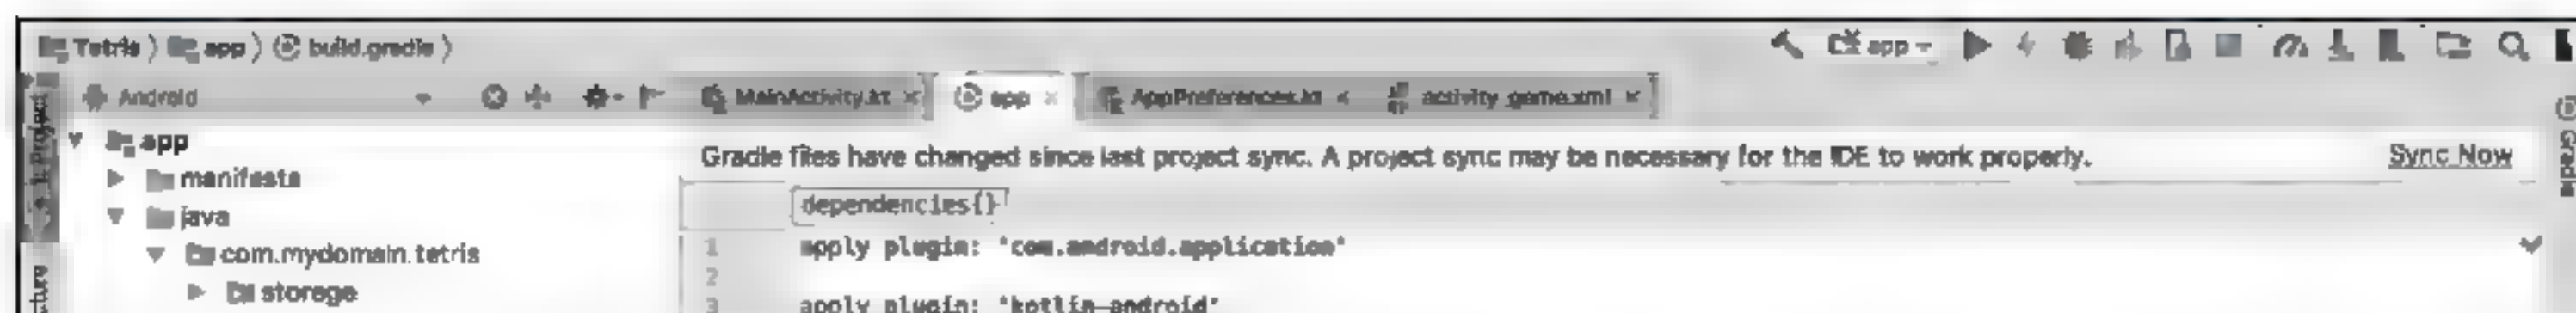 Tetris app build.gradle
app
Android
MainActivity.kt app AppPreferences.kt activity_game.xml
Project
app
manifests
java
com.mydomain.tetris
storage
Gradle files have changed since last project sync. A project sync may be necessary for the IDE to work properly. Sync Now
dependencies{}
1 apply plugin: 'com.android.application'
2
3 apply plugin: 'kotlin-android'
Gradle